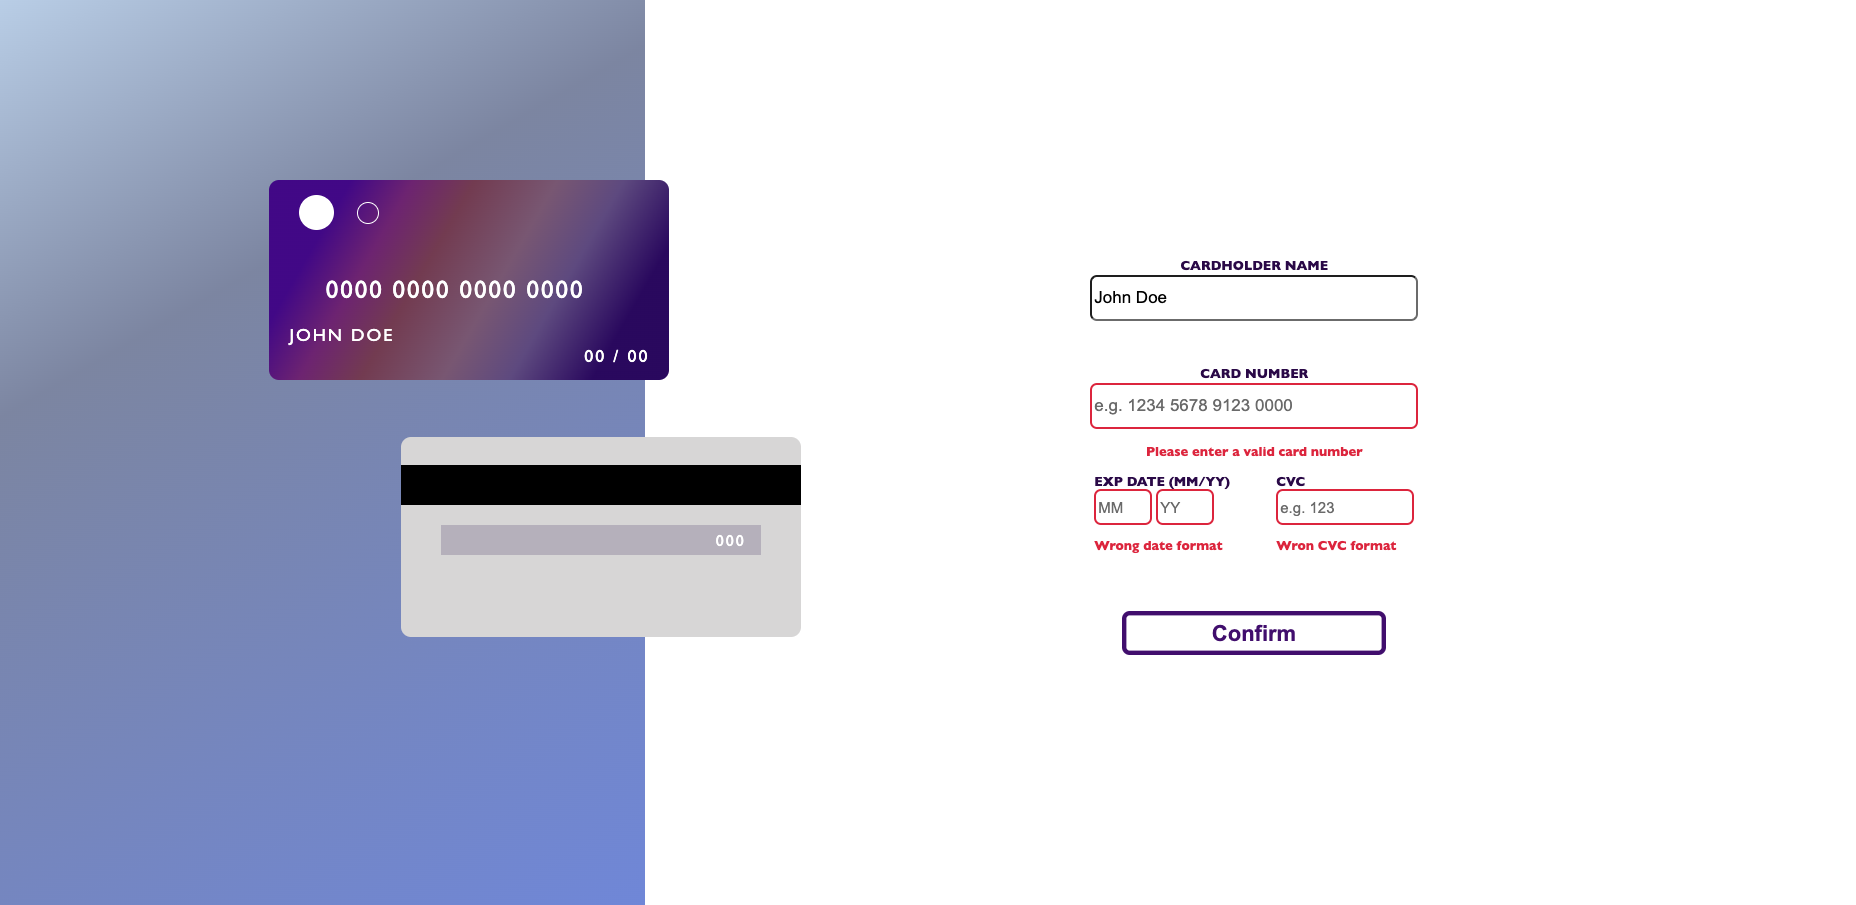 0000 0000 0000 0000
JOHN DOE
00 / 00
000
CARDHOLDER NAME
John Doe
CARD NUMBER
e.g. 1234 5678 9123 0000
Please enter a valid card number
EXP DATE (MM/YY) CVC
MM YY e.g. 123
Wrong date format Wron CVC format
Confirm